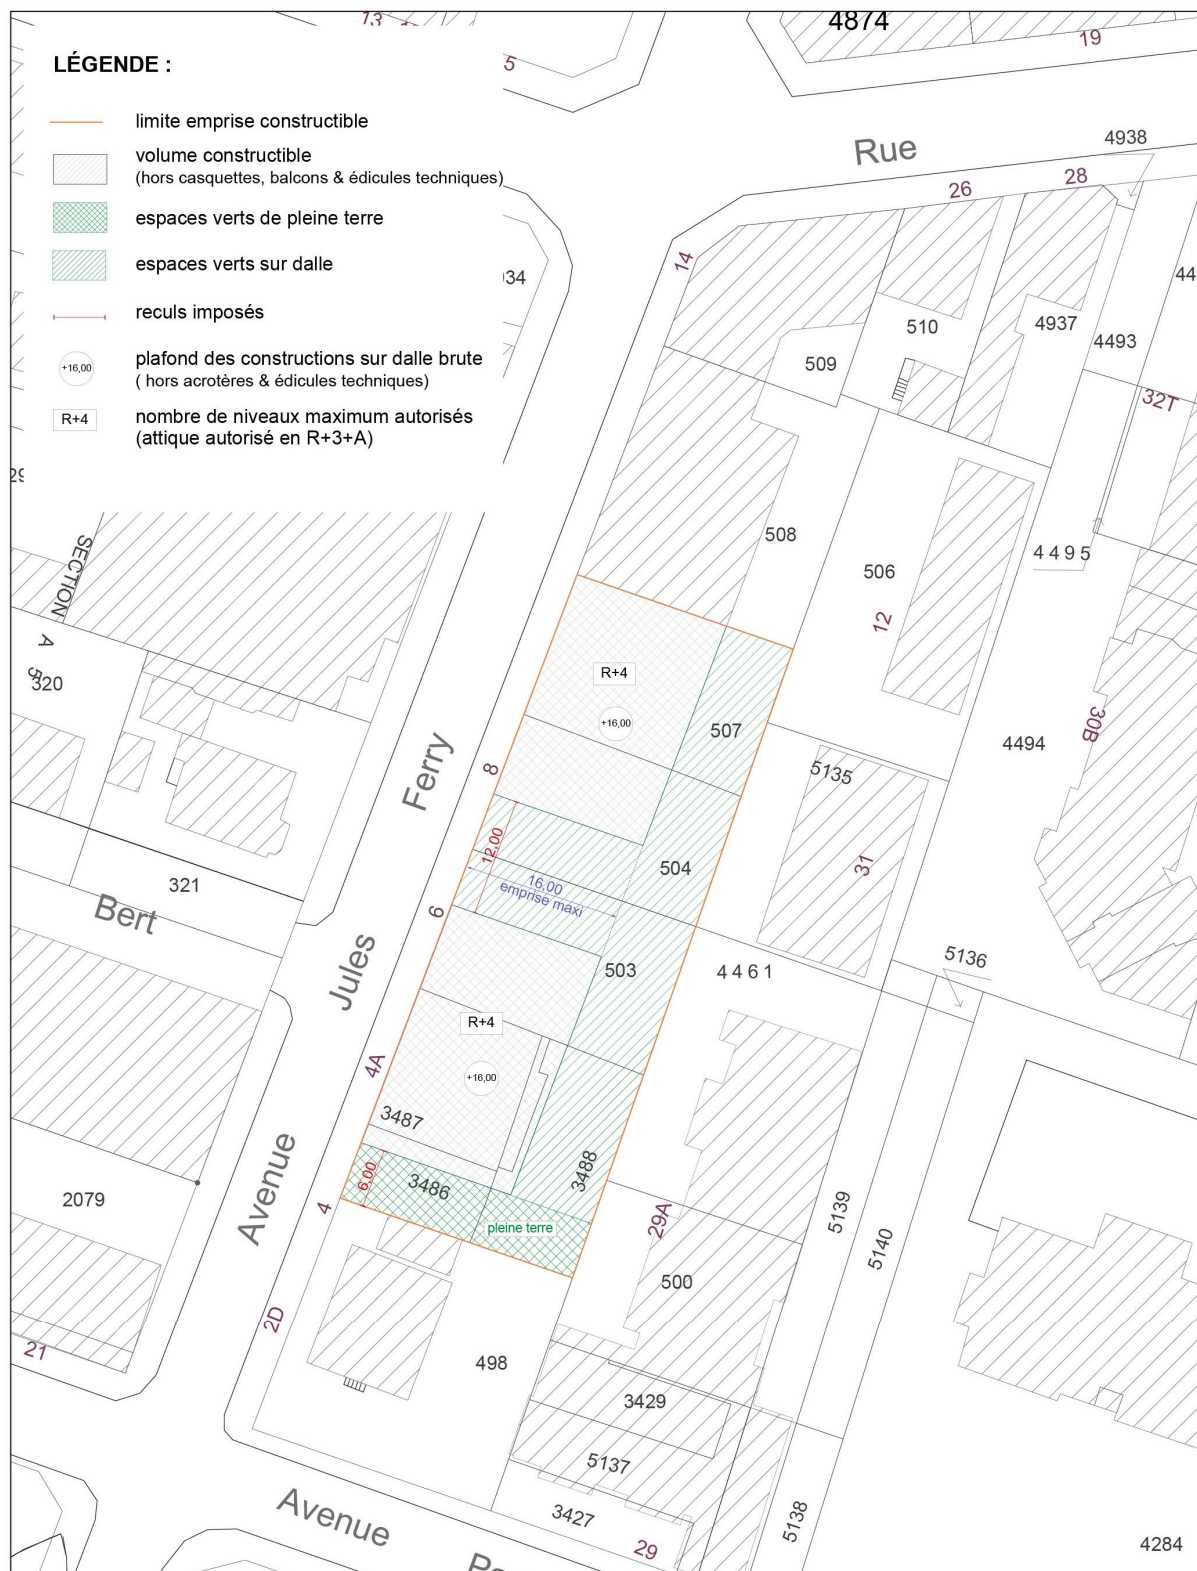 LÉGENDE :
limite emprise constructible
volume constructible
(hors casquettes, balcons & édicules techniques)
espaces verts de pleine terre
espaces verts sur dalle
reculs imposés
+16,00
plafond des constructions sur dalle brute
( hors acrotères & édicules techniques)
R+4
nombre de niveaux maximum autorisés
(attique autorisé en R+3+A)
13
5
4874
19
4938
Rue
26
28
14
34
510
4937
4493
44
509
32T
508
506
4495
12
SECTION
A
5
320
R+4
+16,00
507
30B
4494
5135
8
Ferry
12,00
504
31
16,00
emprise maxi
321
Bert
6
Jules
503
4461
5136
R+4
+16,00
4A
3487
3488
3486
6,00
pleine terre
2079
Avenue
4
29A
5139
5140
500
2D
21
498
3429
5137
3427
5138
29
4284
Avenue